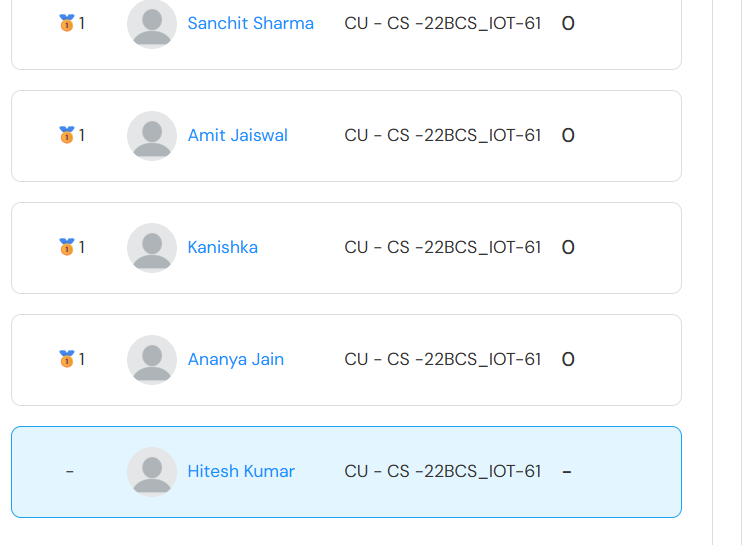 1 Sanchit Sharma CU - CS -22BCS_IOT-61 0
1 Amit Jaiswal CU - CS -22BCS_IOT-61 0
1 Kanishka CU - CS -22BCS_IOT-61 0
1 Ananya Jain CU - CS -22BCS_IOT-61 0
- Hitesh Kumar CU - CS -22BCS_IOT-61 -